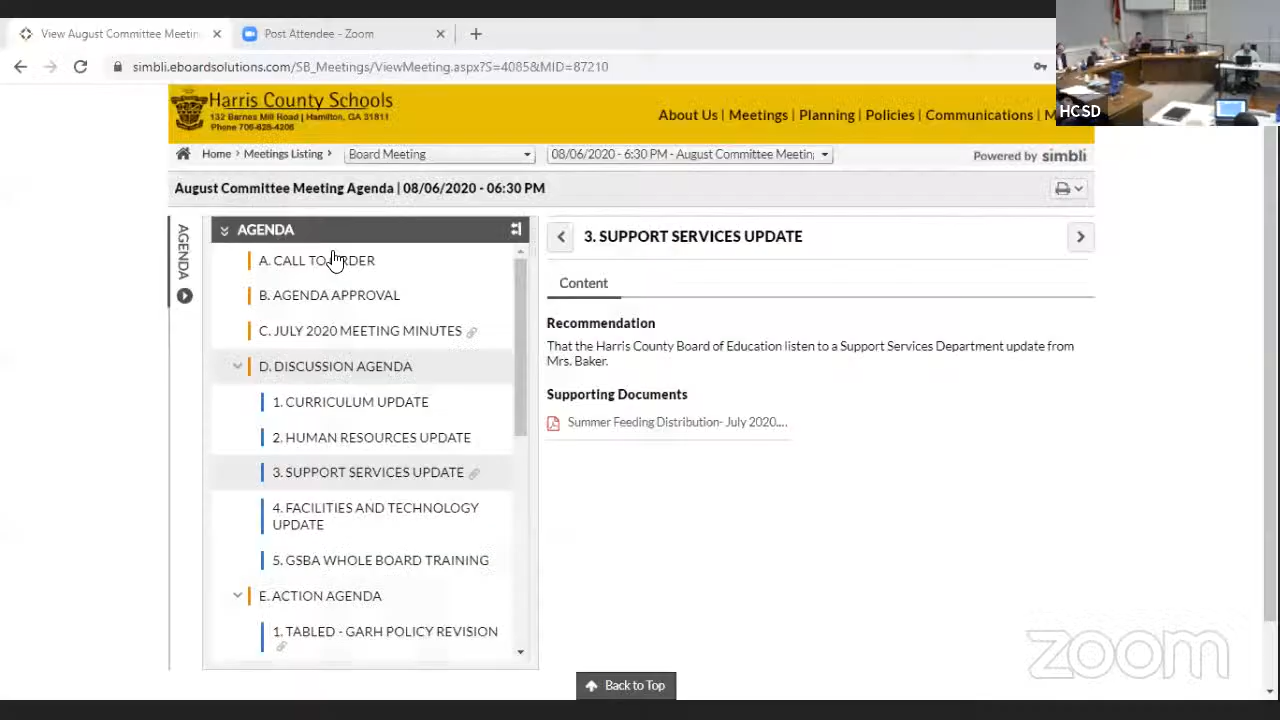 View August Committee Meetin
Post Attendee - Zoom
simbli.eboardsolutions.com/SB_Meetings/ViewMeeting.aspx?S=4085&MID=87210
HCSD
Harris County Schools
132 Barnes Mill Road | Hamilton, GA 31811
Phone 706-628-4206
About Us | Meetings | Planning | Policies | Communications | M
Home > Meetings Listing > Board Meeting 08/06/2020 - 6:30 PM - August Committee Meetin Powered by simbli
August Committee Meeting Agenda | 08/06/2020 - 06:30 PM
AGENDA
AGENDA
A. CALL TO ORDER
B. AGENDA APPROVAL
C. JULY 2020 MEETING MINUTES
D. DISCUSSION AGENDA
1. CURRICULUM UPDATE
2. HUMAN RESOURCES UPDATE
3. SUPPORT SERVICES UPDATE
4. FACILITIES AND TECHNOLOGY
UPDATE
5. GSBA WHOLE BOARD TRAINING
E. ACTION AGENDA
1. TABLED - GARH POLICY REVISION
3. SUPPORT SERVICES UPDATE
Content
Recommendation
That the Harris County Board of Education listen to a Support Services Department update from
Mrs. Baker.
Supporting Documents
Summer Feeding Distribution- July 2020....
Back to Top
zoom